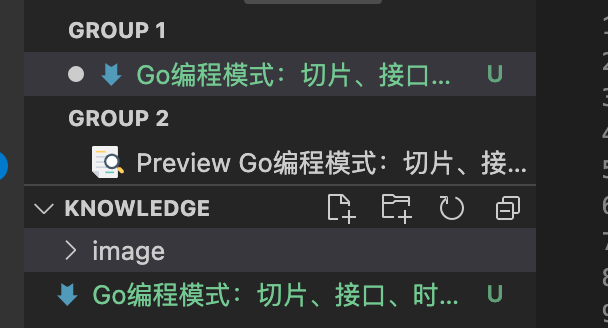 GROUP 1
Go编程模式：切片、接口... U
GROUP 2
Preview Go编程模式：切片、接...
KNOWLEDGE
image
Go编程模式：切片、接口、时... U